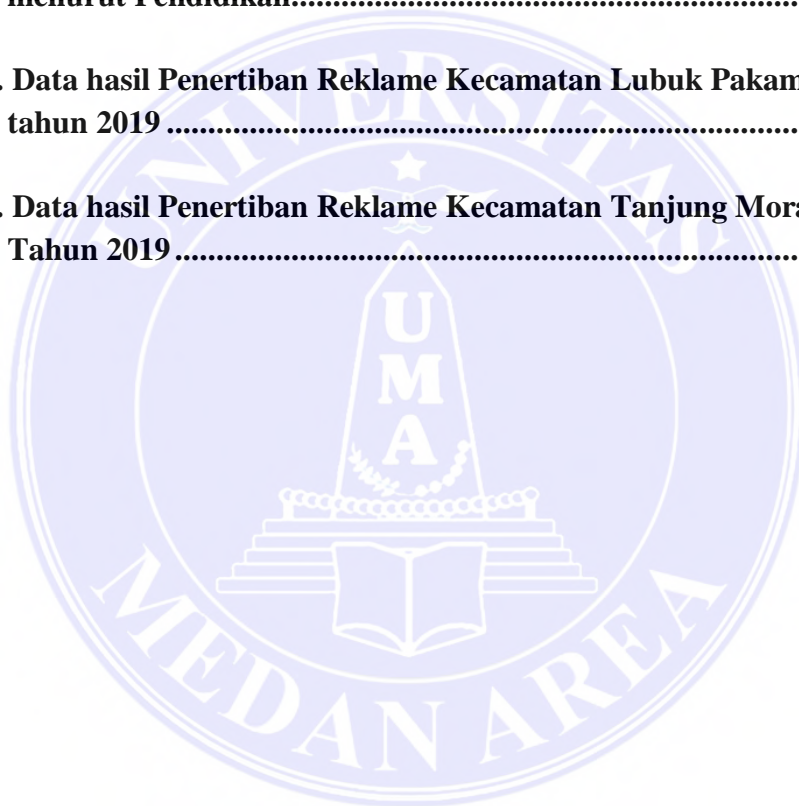 menurut Pendidikan.......................................................................
. Data hasil Penertiban Reklame Kecamatan Lubuk Pakam
tahun 2019 ...................................................................................
. Data hasil Penertiban Reklame Kecamatan Tanjung Mora
Tahun 2019 ..................................................................................
UNIVERSITAS
U
M
A
MEDAN AREA